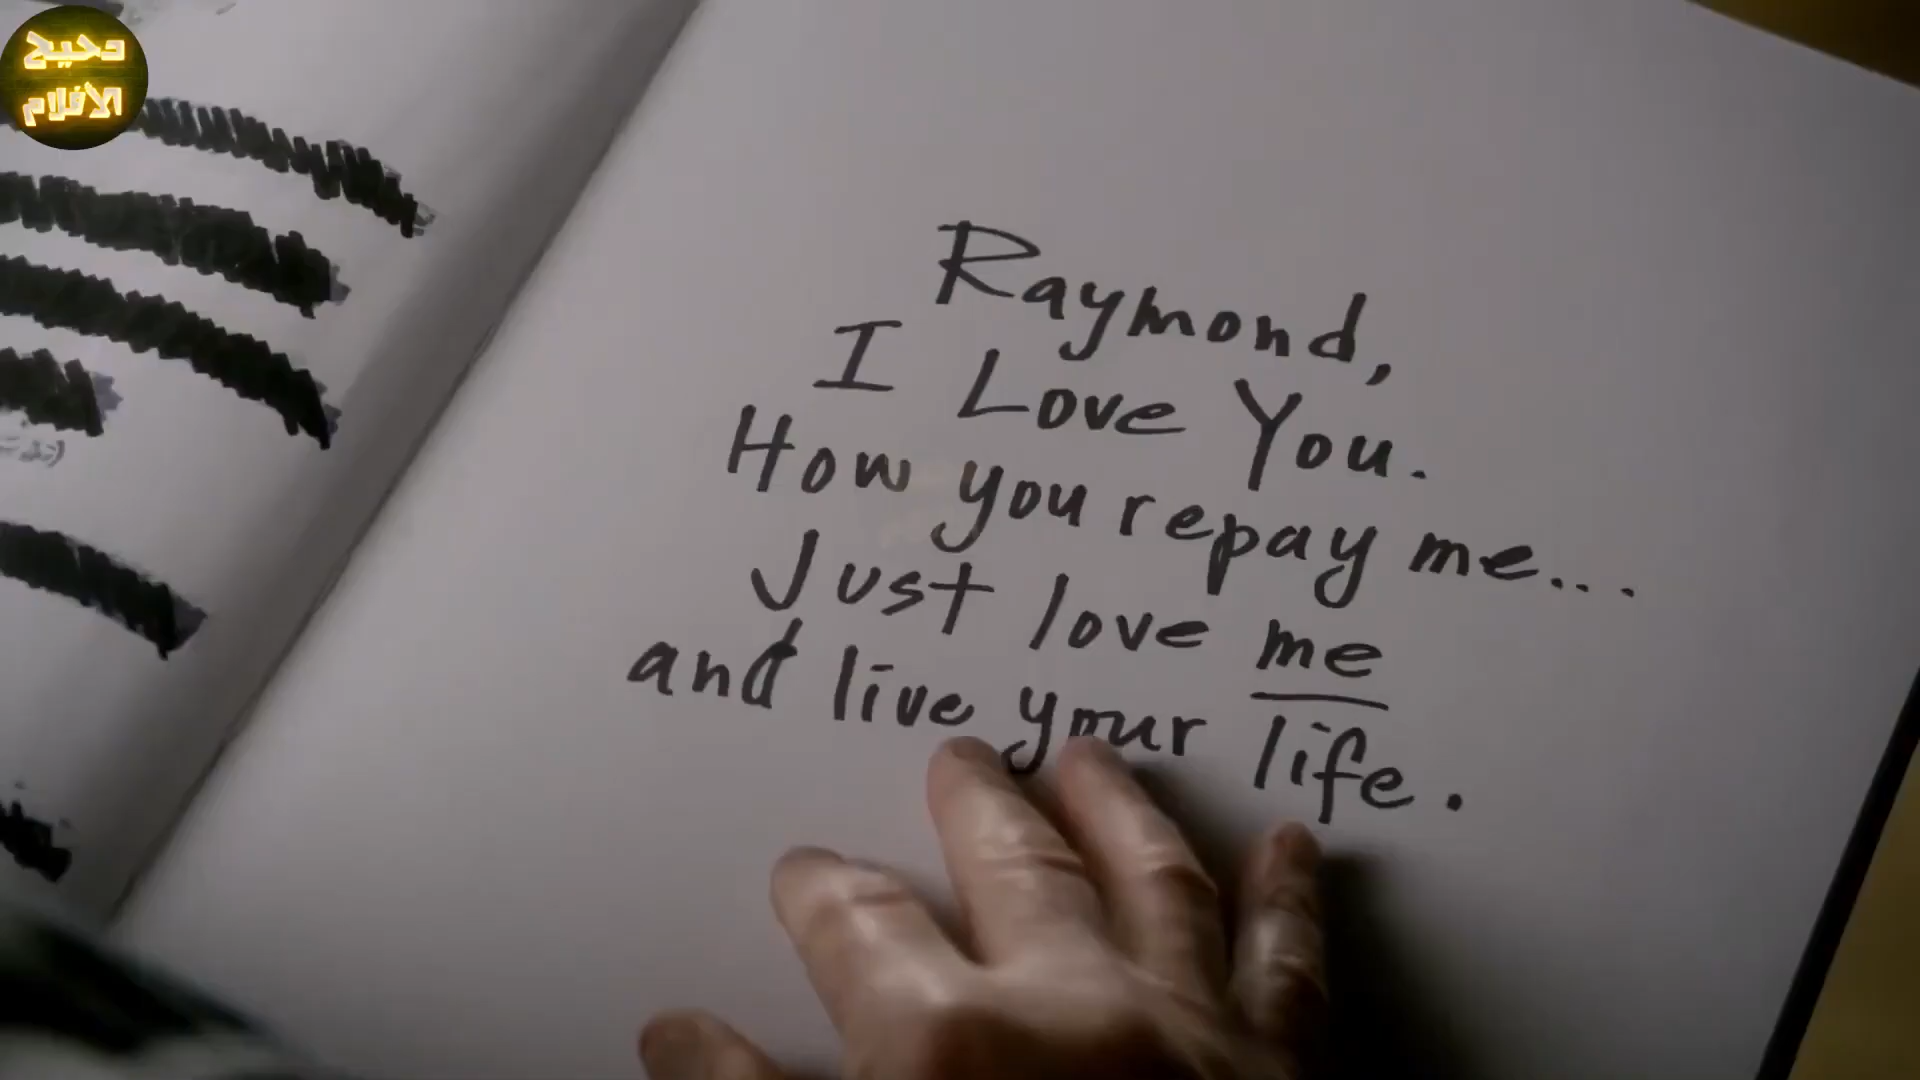 دحيح
الأفلام
Raymond,
I Love You.
How you repay me...
Just love me
and live your life.